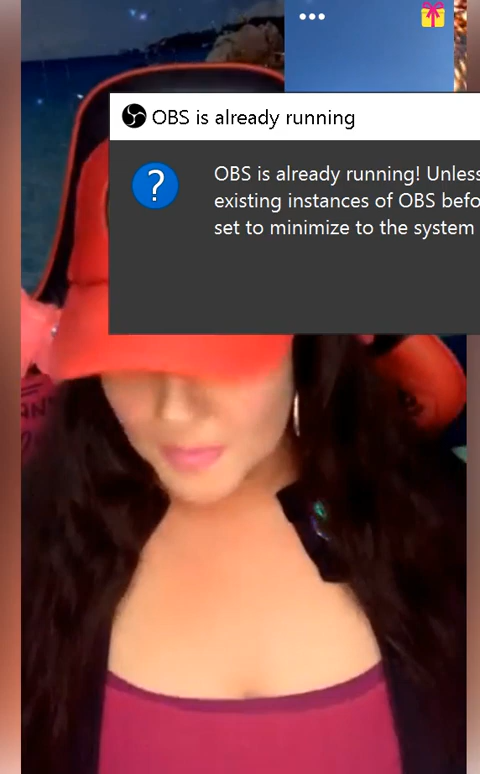 OBS is already running
OBS is already running! Unless
existing instances of OBS befo
set to minimize to the system